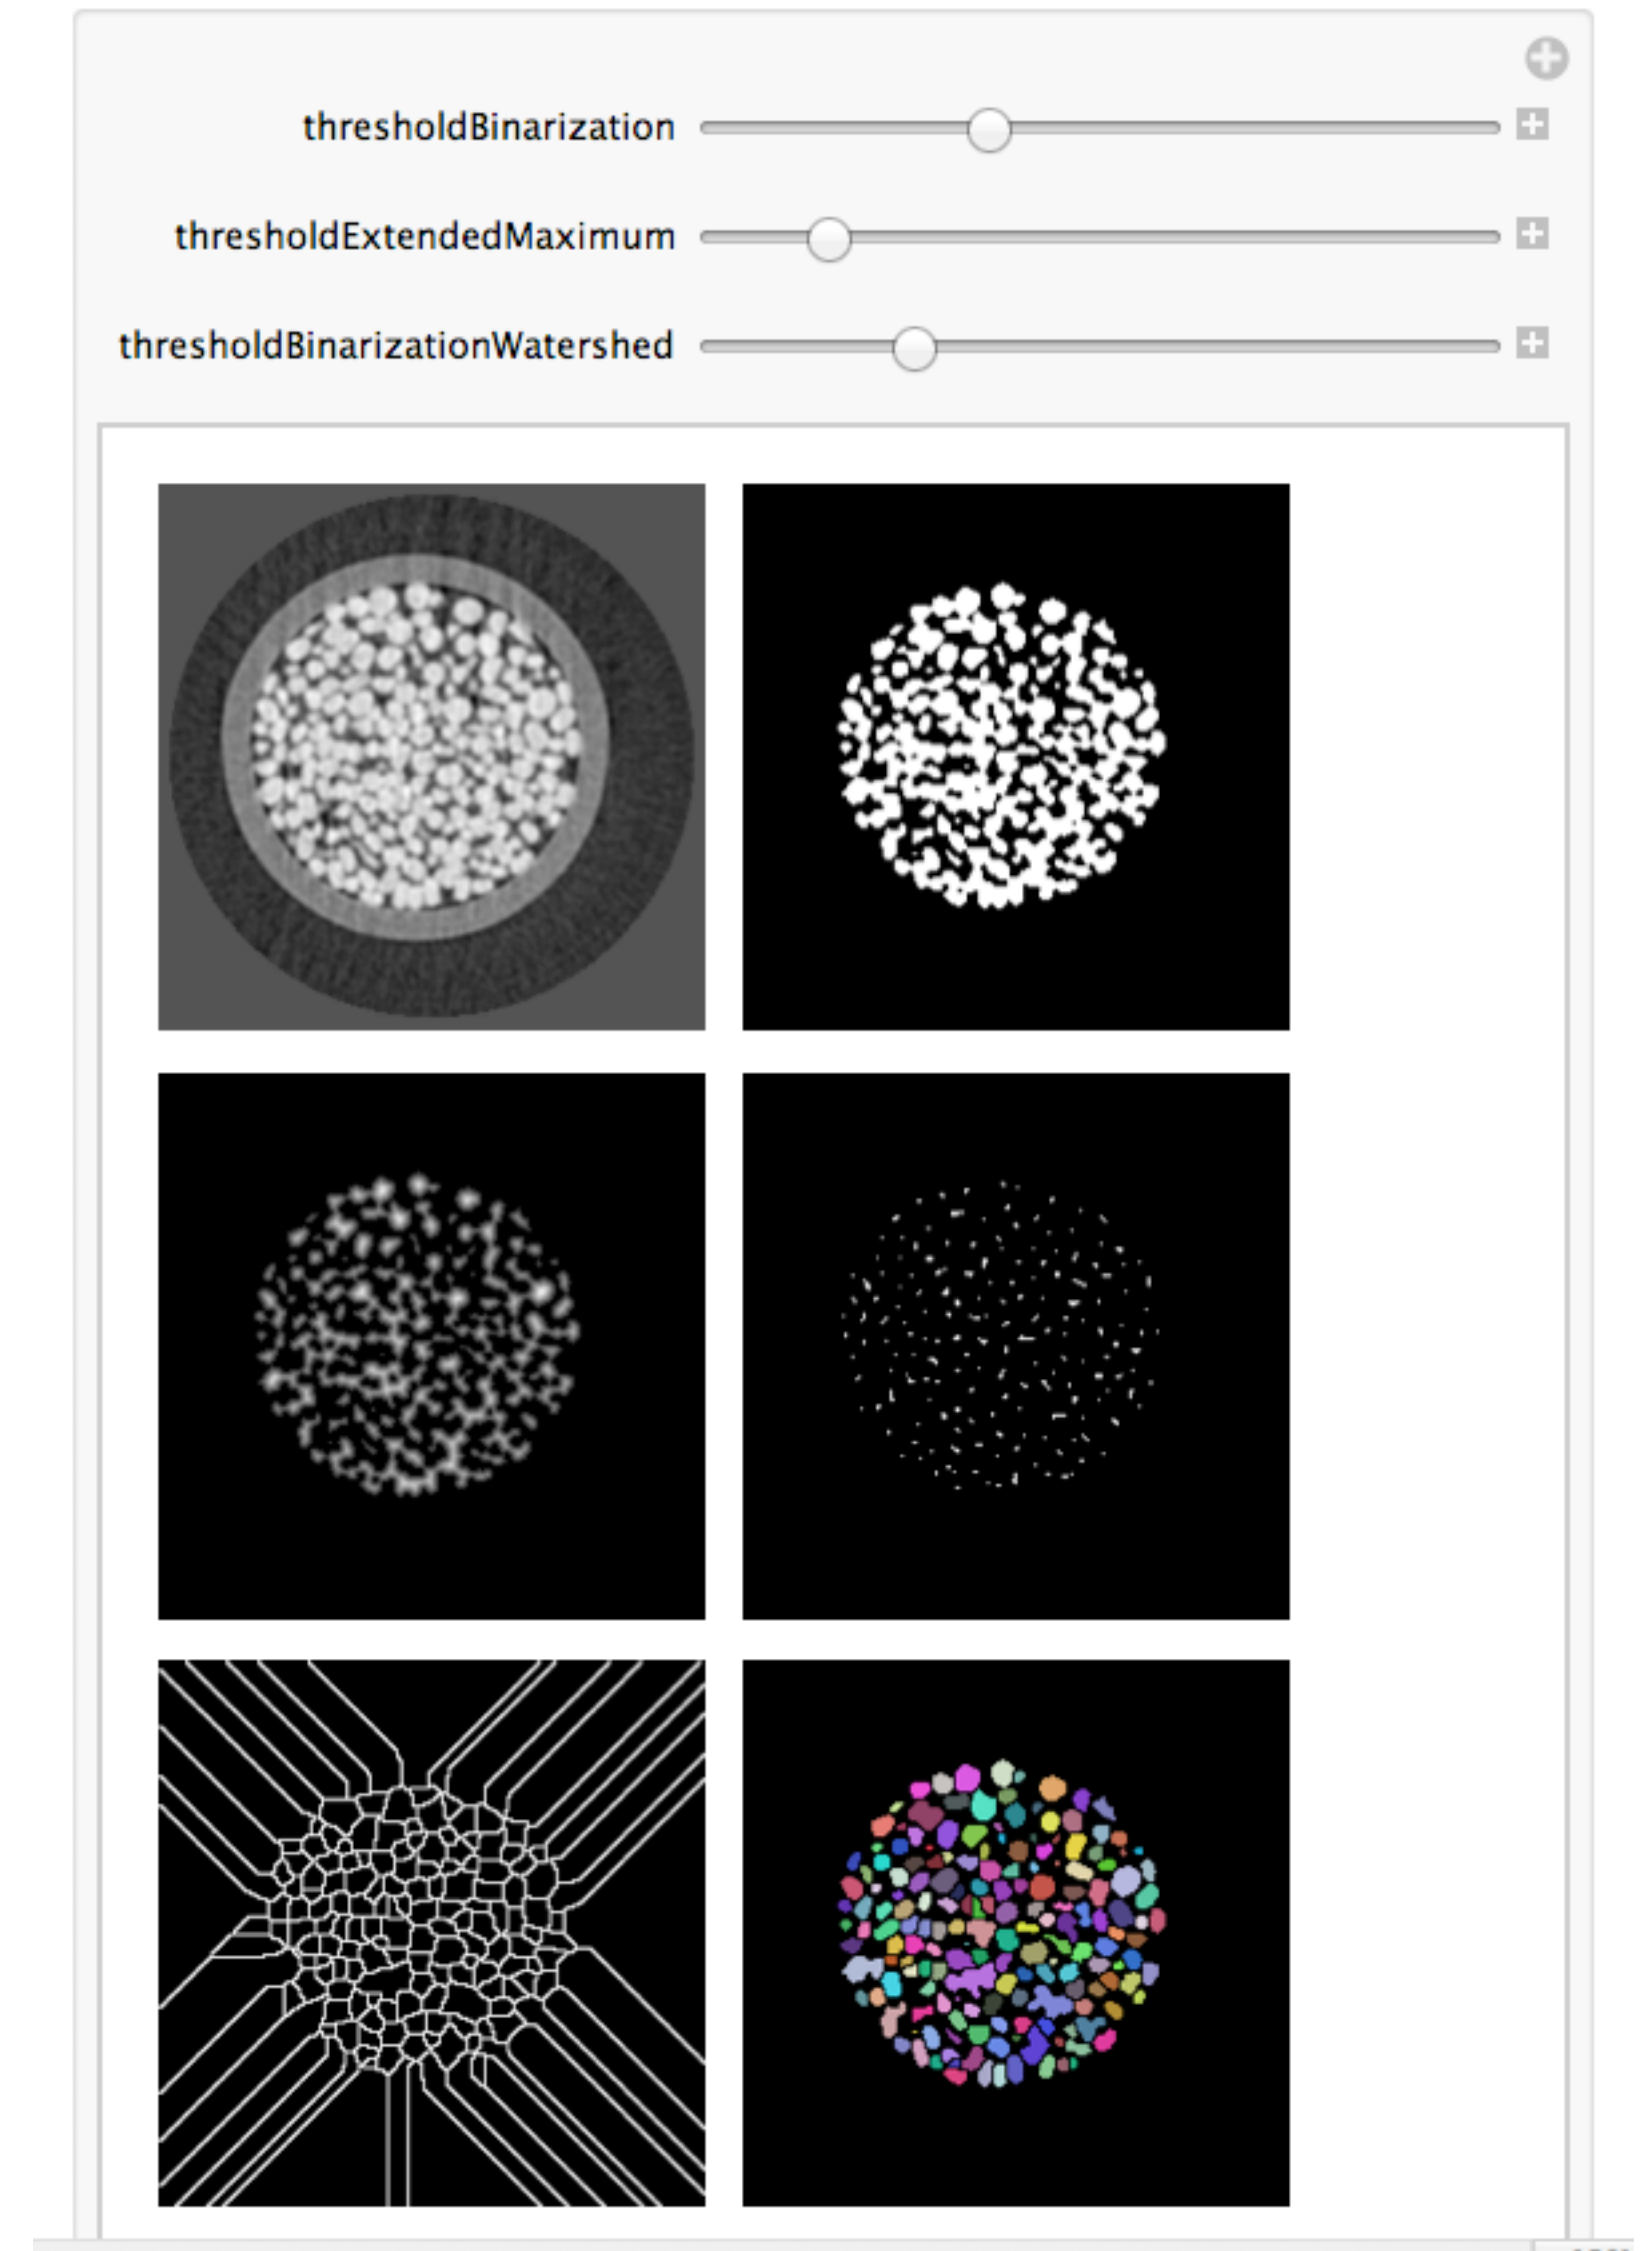 thresholdBinarization
thresholdExtendedMaximum
thresholdBinarizationWatershed